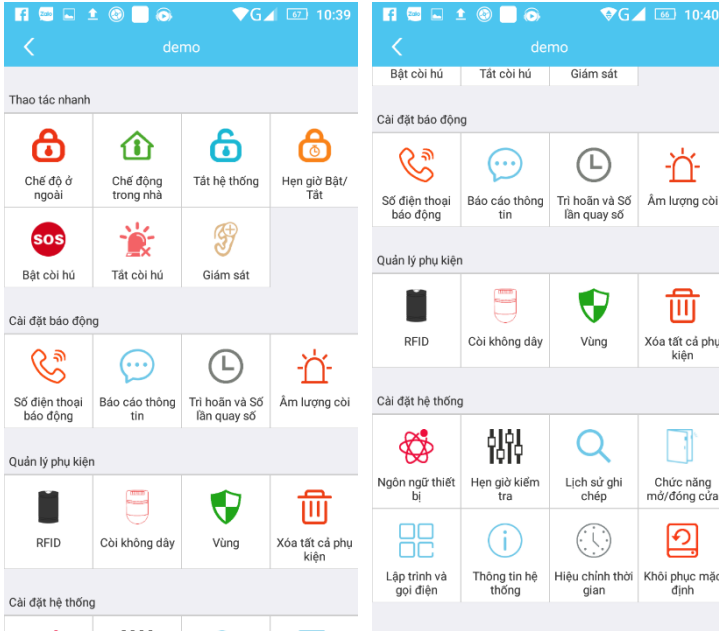 G 67 10:39
demo
Thao tác nhanh
Chế độ ở ngoài
Chế động trong nhà
Tắt hệ thống
Hẹn giờ Bật/ Tắt
SOS
Bật còi hú
Tắt còi hú
Giám sát
Cài đặt báo động
Số điện thoại báo động
Báo cáo thông tin
Trì hoãn và Số lần quay số
Âm lượng còi
Quản lý phụ kiện
RFID
Còi không dây
Vùng
Xóa tất cả phụ kiện
Cài đặt hệ thống
G 66 10:40
demo
Bật còi hú
Tắt còi hú
Giám sát
Cài đặt báo động
Số điện thoại báo động
Báo cáo thông tin
Trì hoãn và Số lần quay số
Âm lượng còi
Quản lý phụ kiện
RFID
Còi không dây
Vùng
Xóa tất cả phụ kiện
Cài đặt hệ thống
Ngôn ngữ thiết bị
Hẹn giờ kiểm tra
Lịch sử ghi chép
Chức năng mở/đóng cửa
Lập trình và gọi điện
Thông tin hệ thống
Hiệu chỉnh thời gian
Khôi phục mặc định